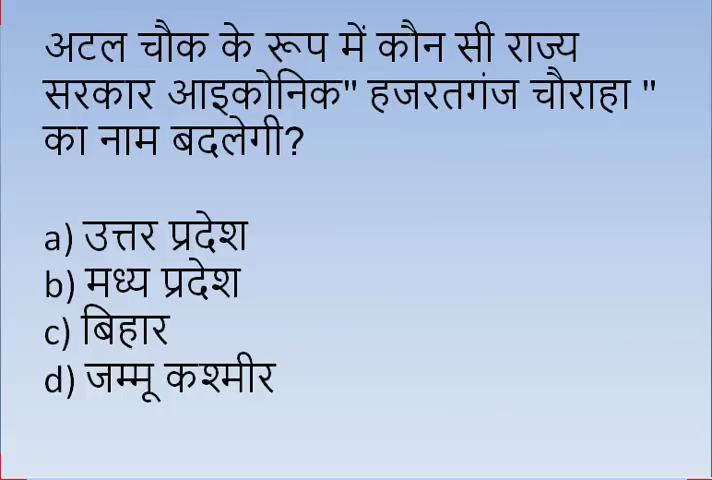 अटल चौक के रूप में कौन सी राज्य
सरकार आइकोनिक" हजरतगंज चौराहा "
का नाम बदलेगी?
a) उत्तर प्रदेश
b) मध्य प्रदेश
c) बिहार
d) जम्मू कश्मीर